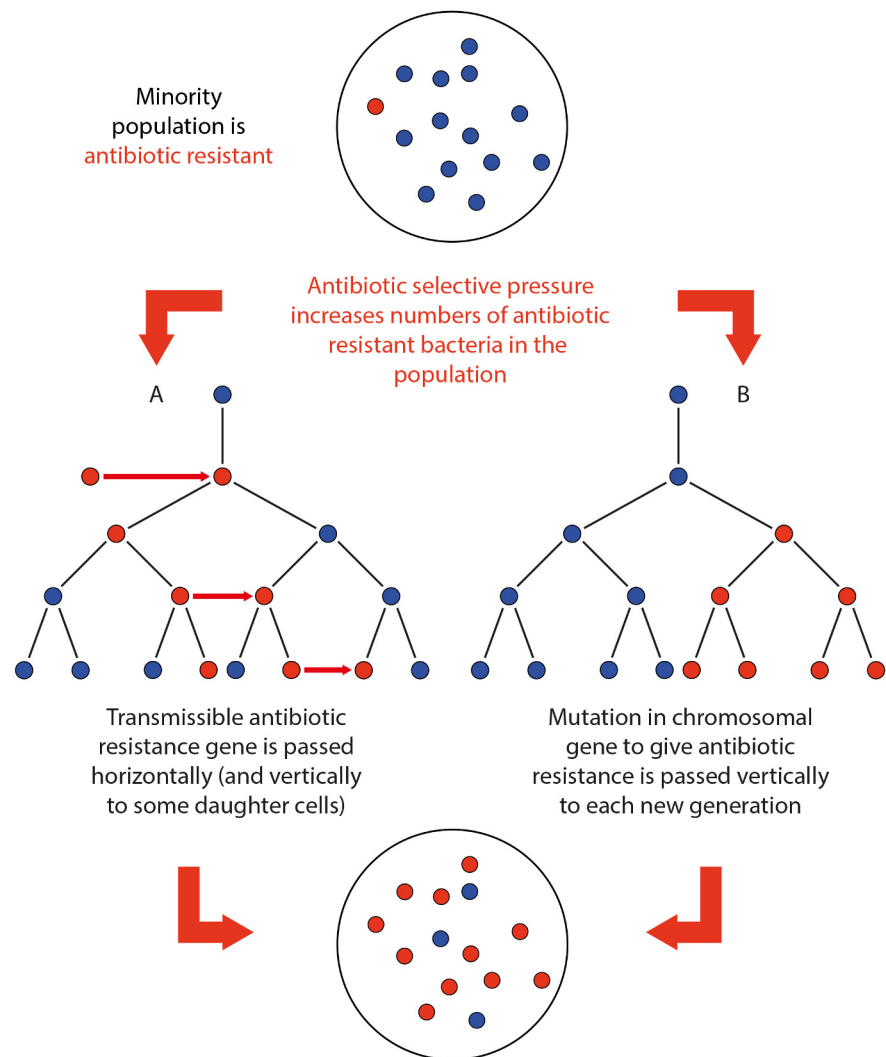 Minority
population is
antibiotic resistant
Antibiotic selective pressure
increases numbers of antibiotic
resistant bacteria in the
population
A
B
Transmissible antibiotic
resistance gene is passed
horizontally (and vertically
to some daughter cells)
Mutation in chromosomal
gene to give antibiotic
resistance is passed vertically
to each new generation